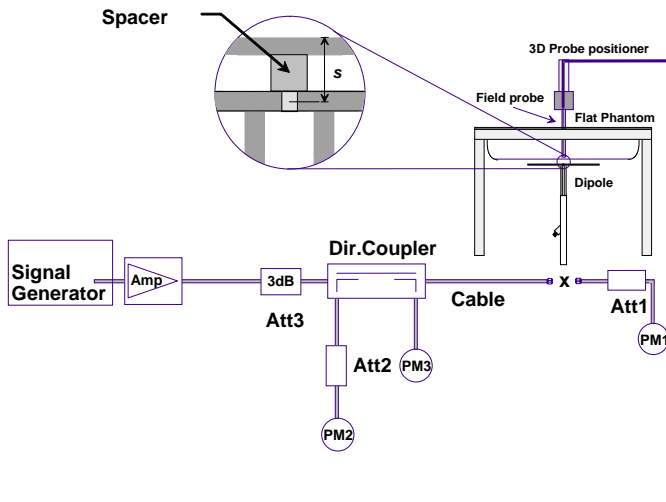 Spacer
s
3D Probe positioner
Field probe
Flat Phantom
Dipole
Signal
Generator
Amp
3dB
Att3
Dir.Coupler
Cable
x
Att1
PM1
Att2
PM3
PM2